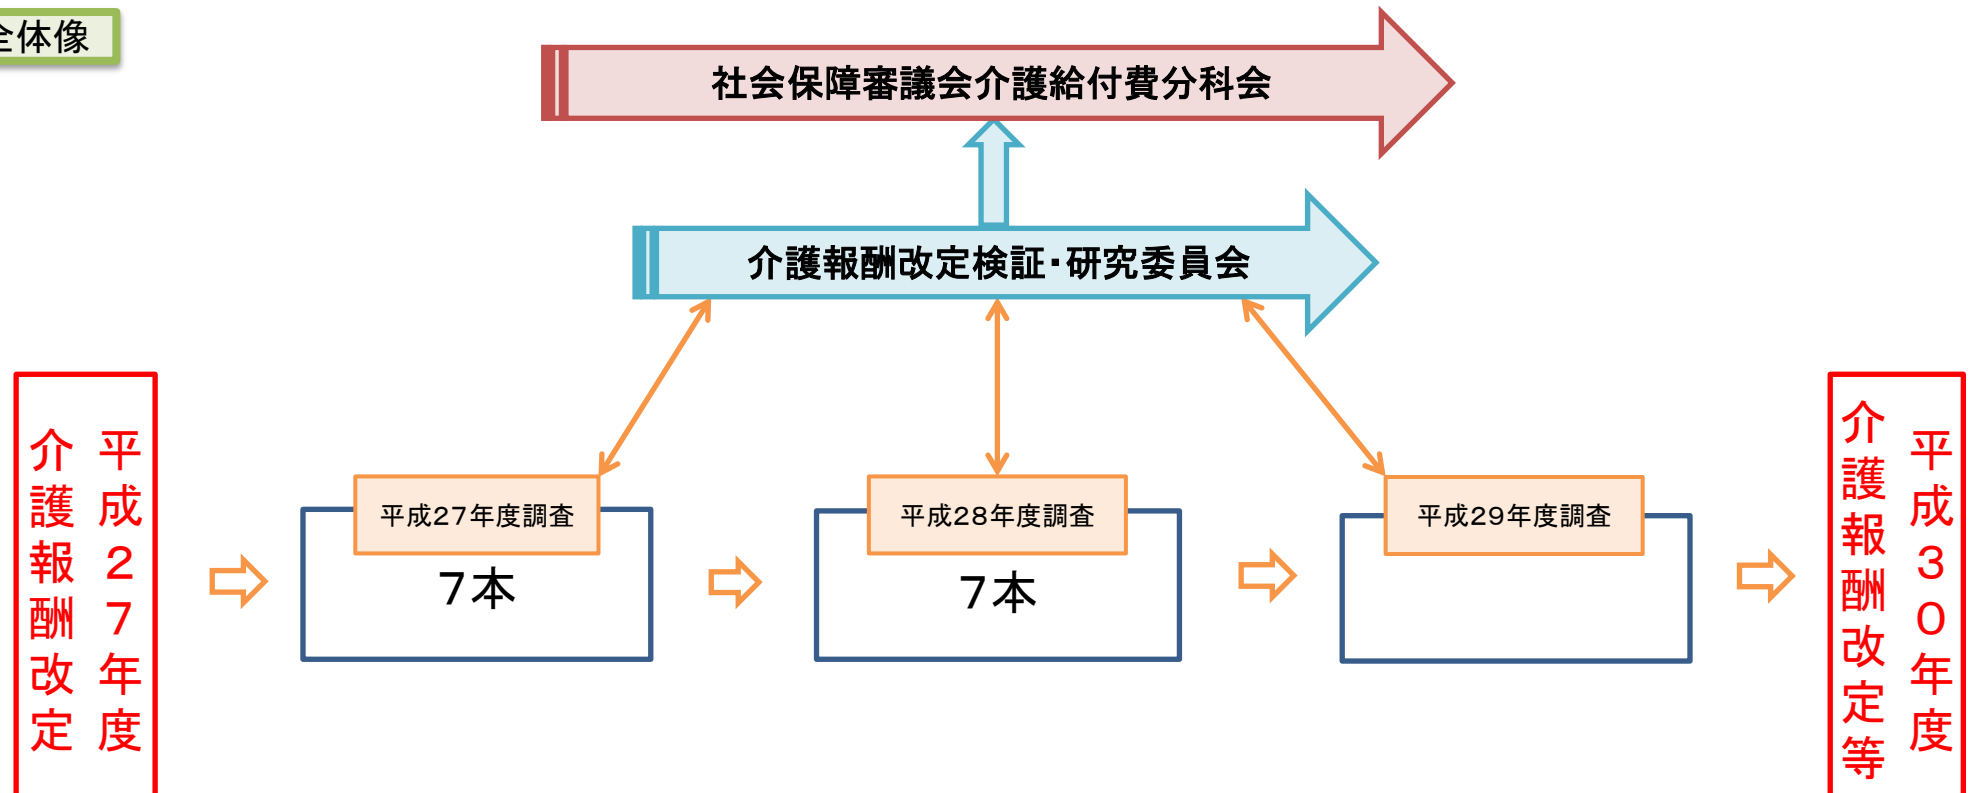 全体像
社会保障審議会介護給付費分科会
介護報酬改定検証・研究委員会
平成２７年度
介護報酬改定
平成27年度調査
7本
平成28年度調査
7本
平成29年度調査
平成３０年度
介護報酬改定等